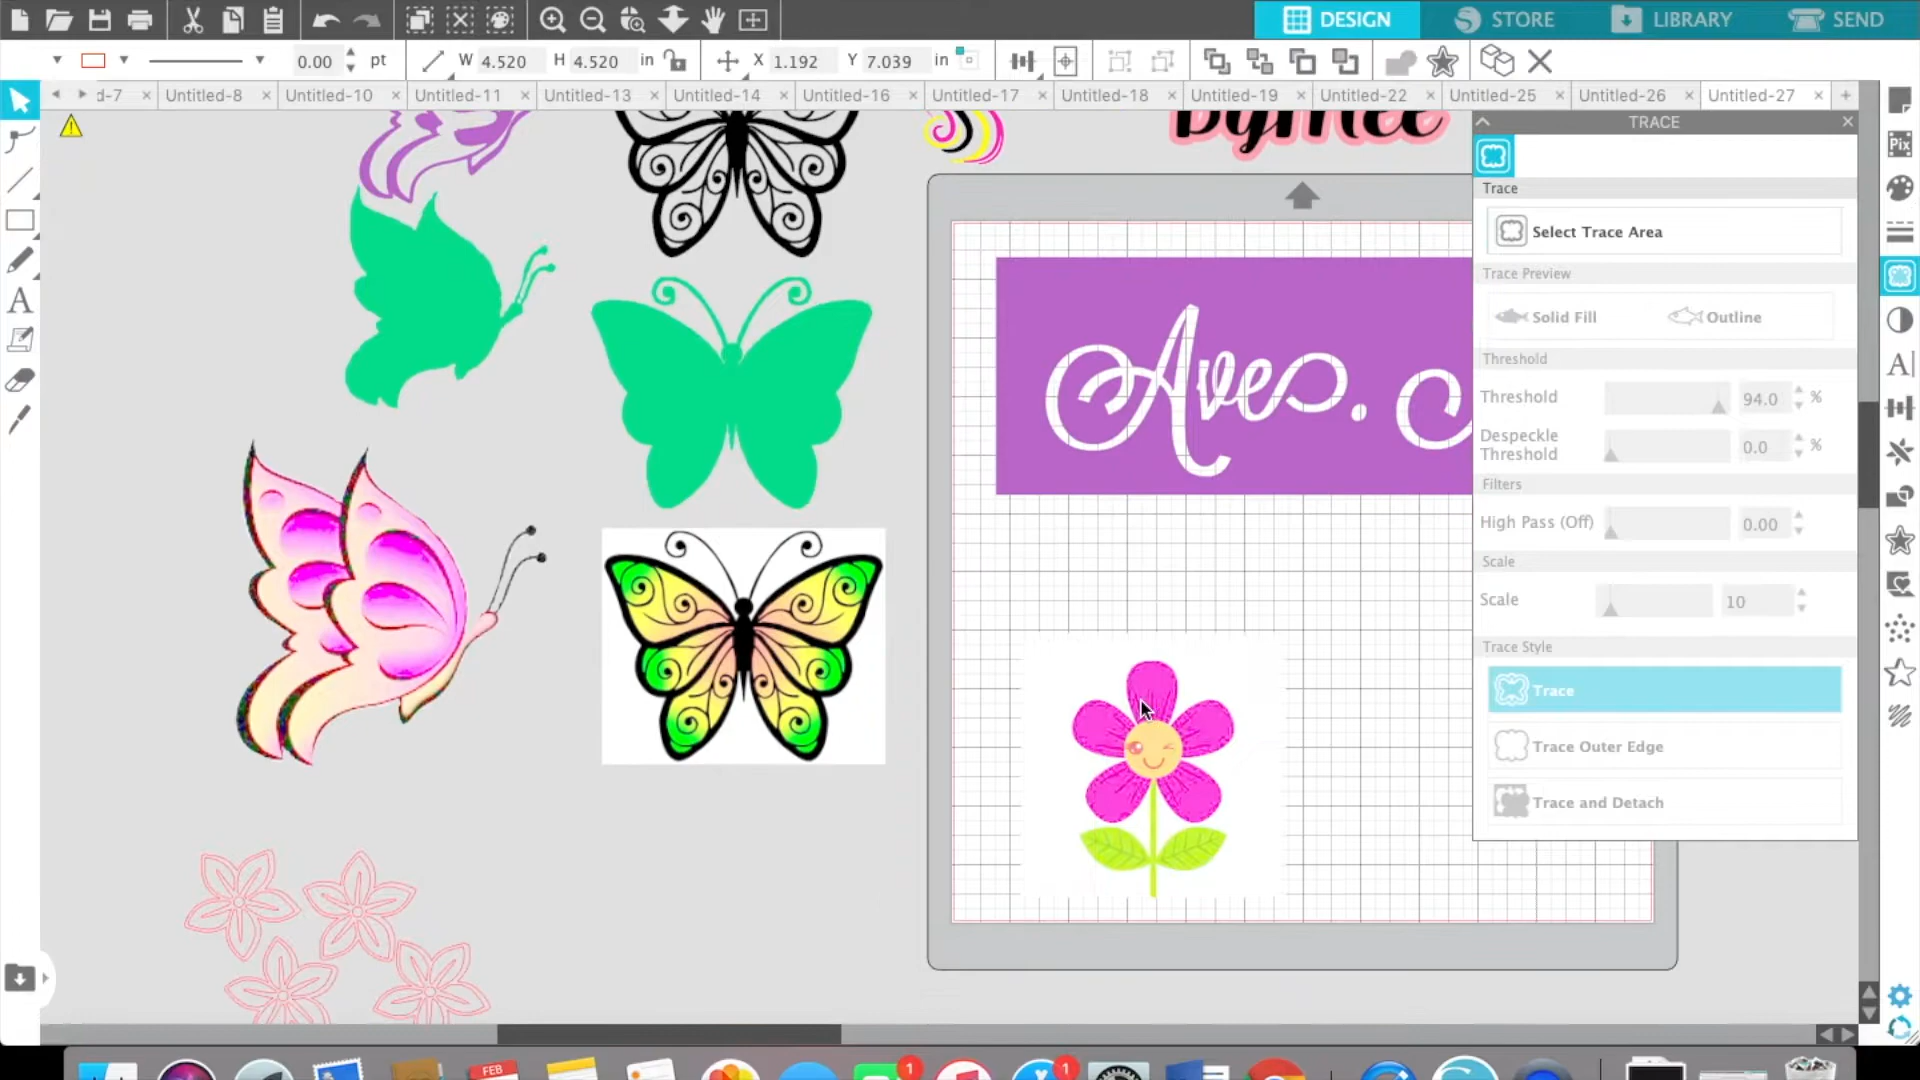 DESIGN STORE LIBRARY SEND
0.00 pt W 4.520 H 4.520 in X 1.192 Y 7.039 in
d-7 Untitled-8 Untitled-10 Untitled-11 Untitled-13 Untitled-14 Untitled-16 Untitled-17 Untitled-18 Untitled-19 Untitled-22 Untitled-25 Untitled-26 Untitled-27
TRACE
Pix
Trace
Select Trace Area
Trace Preview
Solid Fill Outline
Threshold
Threshold 94.0 %
Despeckle
Threshold 0.0 %
Filters
High Pass (Off) 0.00
Scale
Scale 10
Trace Style
Trace
Trace Outer Edge
Trace and Detach
Ave.
FEB
1
1